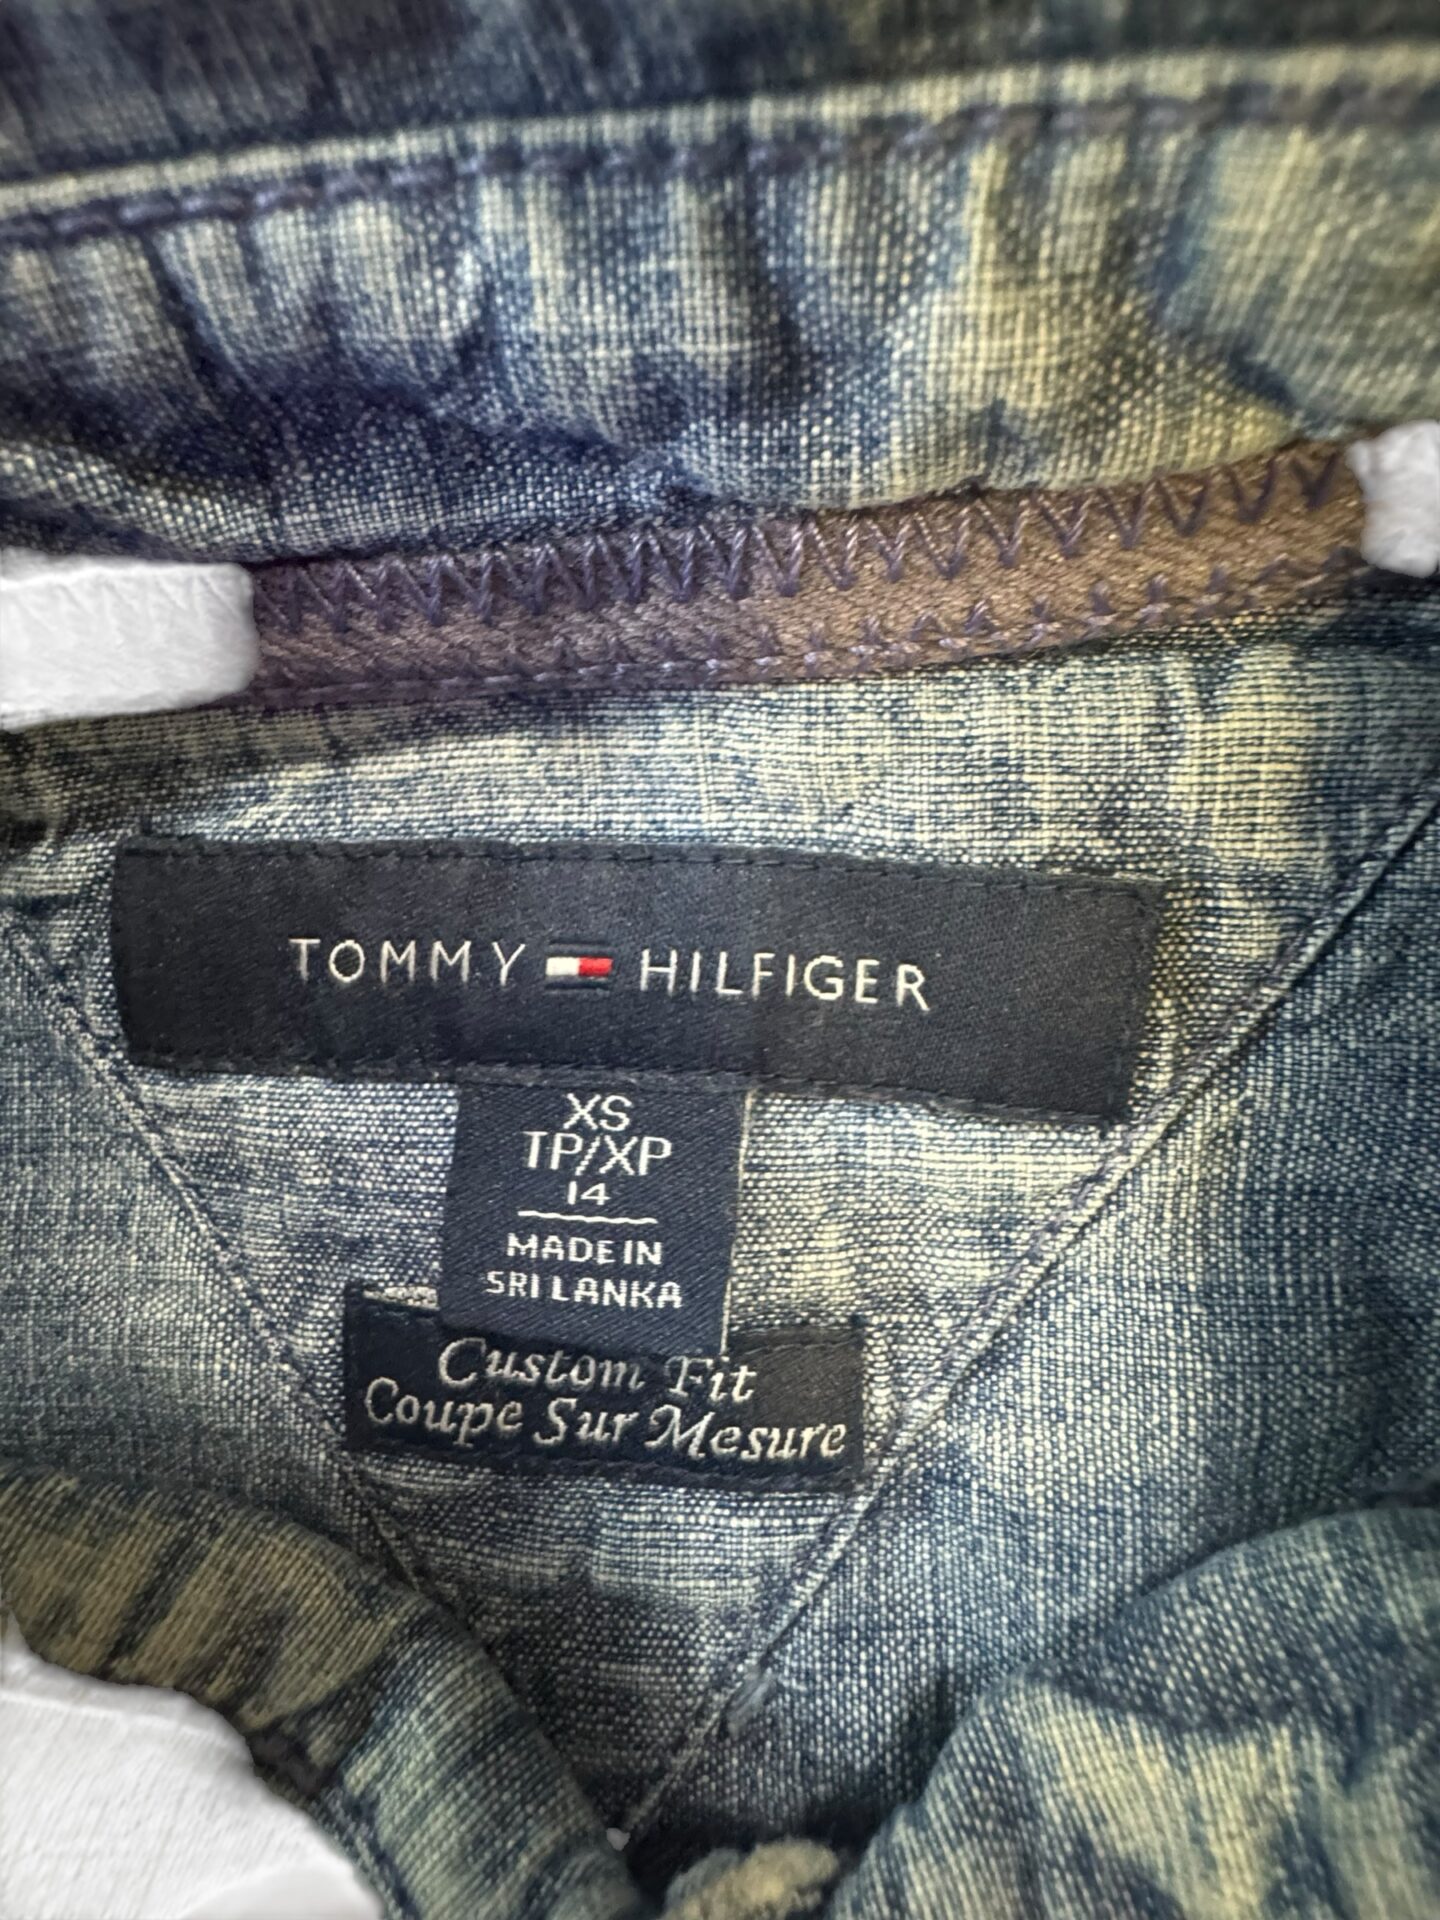 TOMMY HILFIGER
XS
TP/XP
14
MADE IN
SRI LANKA
Custom Fit
Coupe Sur Mesure